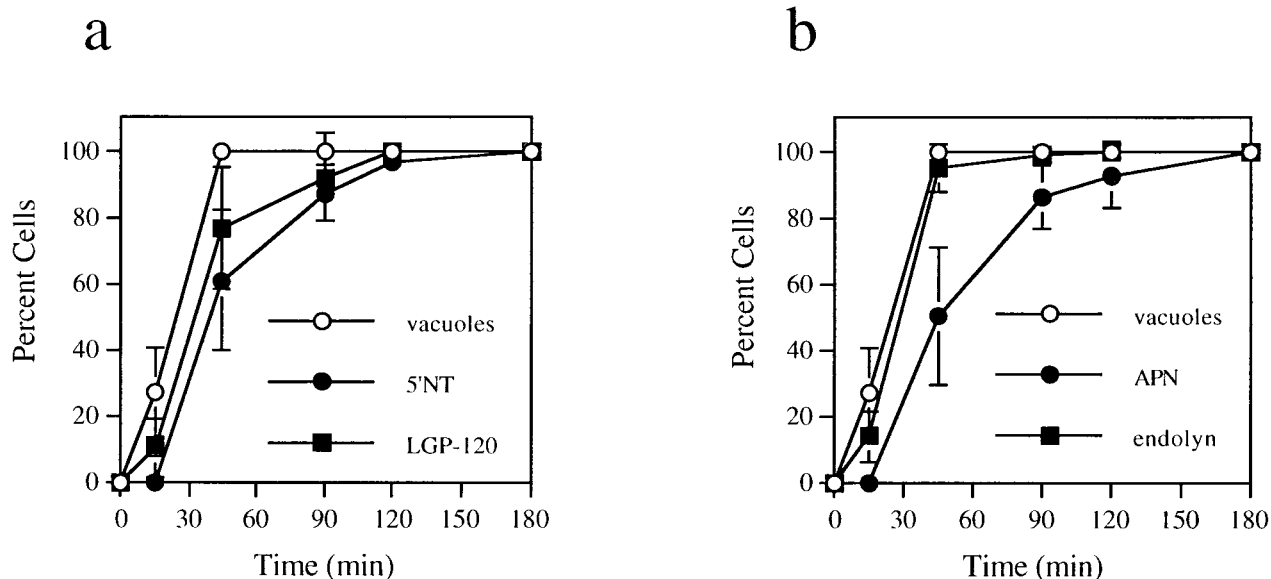 a
Percent Cells
100
80
60
40
20
0
vacuoles
5'NT
LGP-120
0 30 60 90 120 150 180
Time (min)
b
Percent Cells
100
80
60
40
20
0
vacuoles
APN
endolyn
0 30 60 90 120 150 180
Time (min)